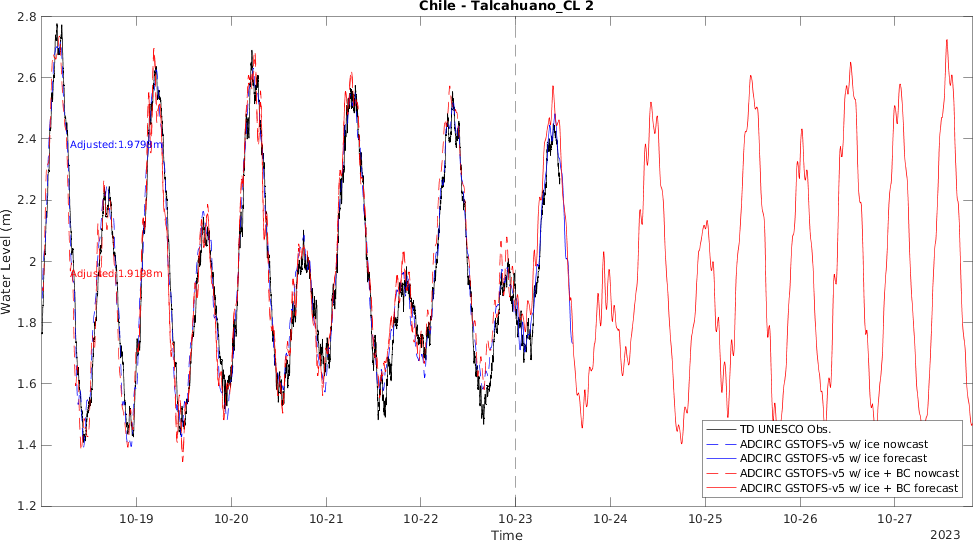 Chile - Talcahuano_CL 2
2.8
2.6
2.4
2.2
2
1.8
1.6
1.4
1.2
Water Level (m)
Adjusted:1.9798m
Adjusted:1.9198m
TD UNESCO Obs.
ADCIRC GSTOFS-v5 w/ ice nowcast
ADCIRC GSTOFS-v5 w/ ice forecast
ADCIRC GSTOFS-v5 w/ ice + BC nowcast
ADCIRC GSTOFS-v5 w/ ice + BC forecast
10-19 10-20 10-21 10-22 10-23 10-24 10-25 10-26 10-27
Time
2023